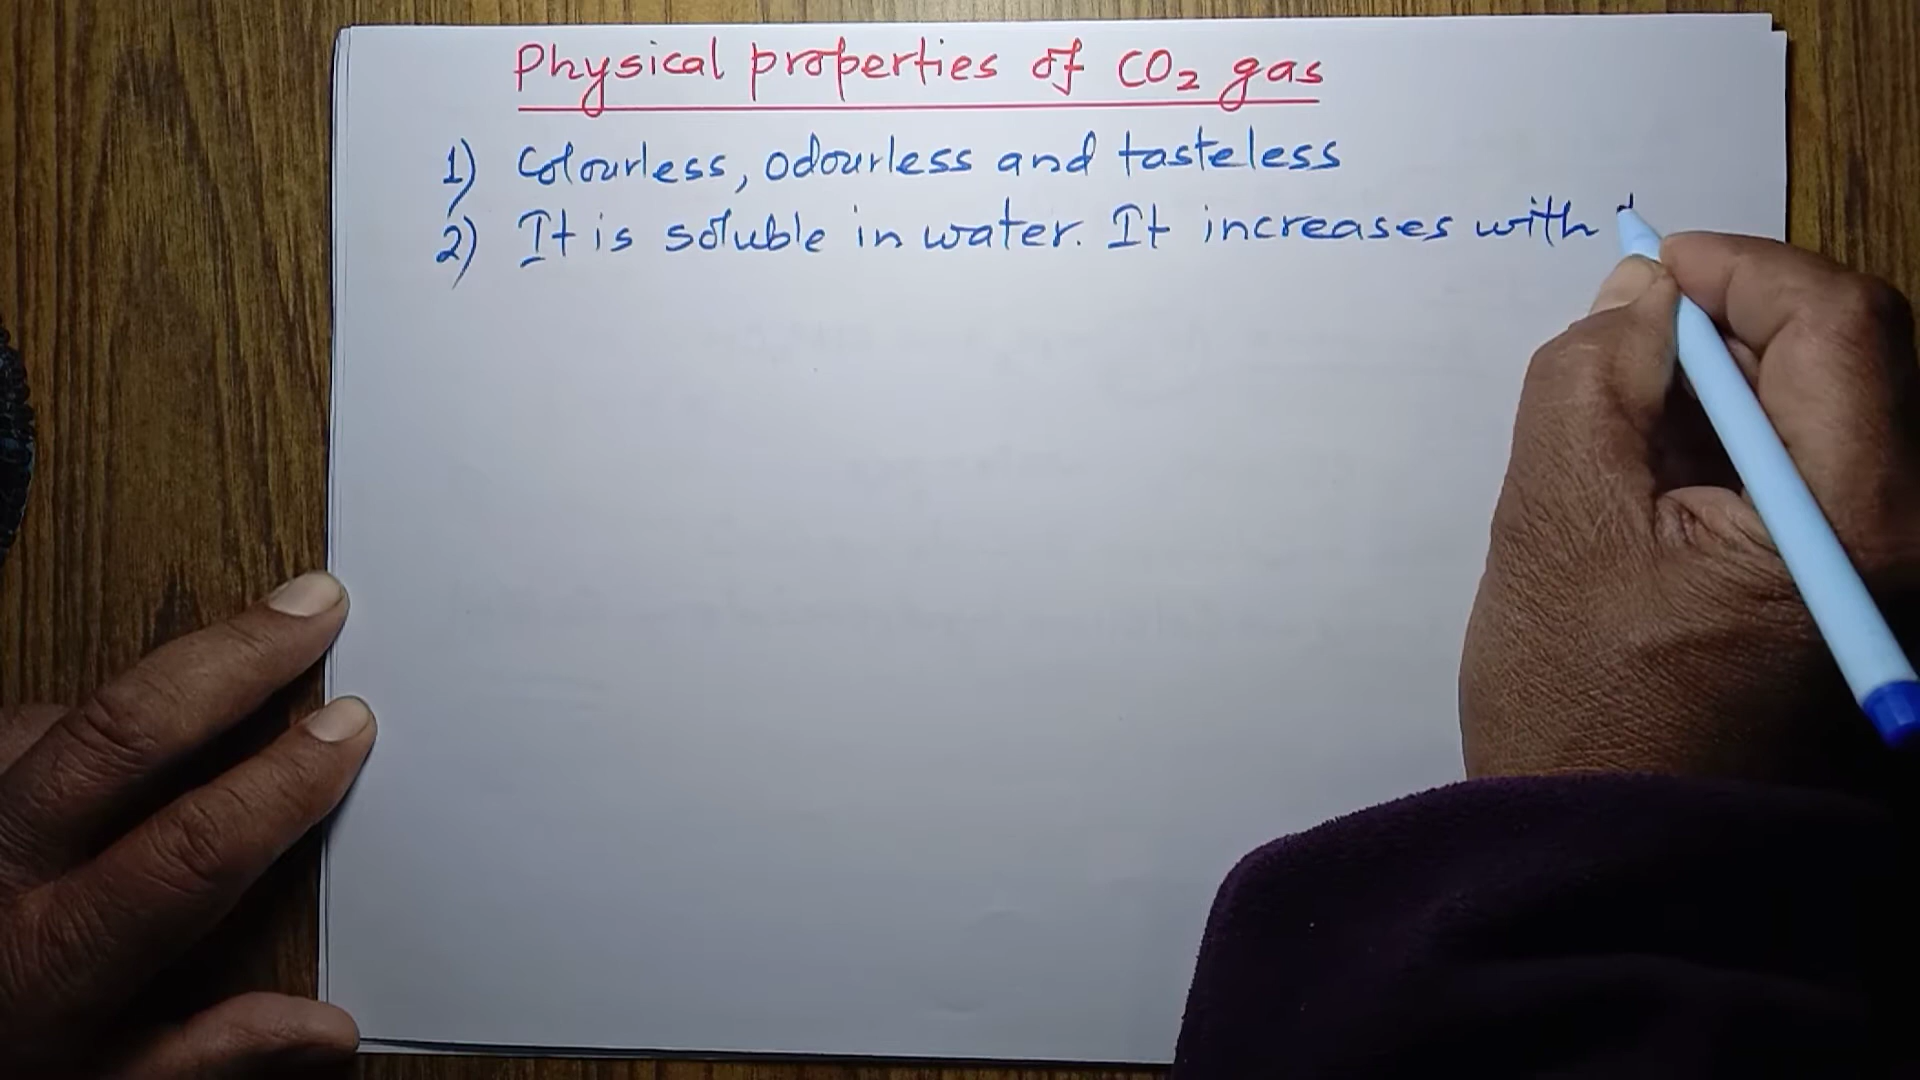 Physical properties of CO₂ gas
1) Colourless, odourless and tasteless
2) It is soluble in water. It increases with